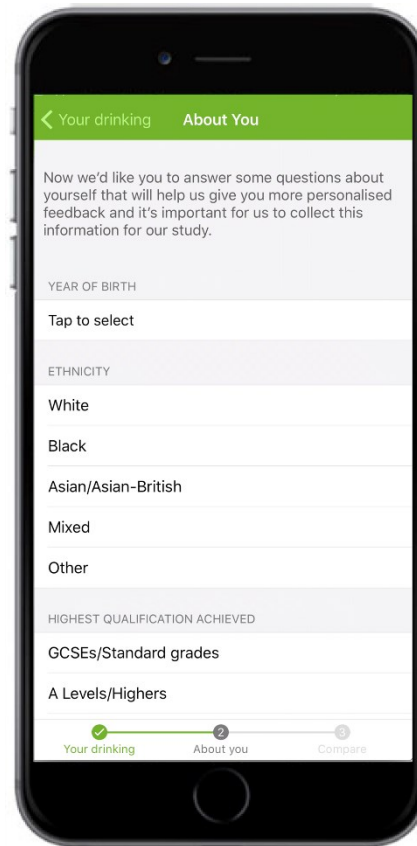 Your drinking About You
Now we'd like you to answer some questions about
yourself that will help us give you more personalised
feedback and it's important for us to collect this
information for our study.
YEAR OF BIRTH
Tap to select
ETHNICITY
White
Black
Asian/Asian-British
Mixed
Other
HIGHEST QUALIFICATION ACHIEVED
GCSEs/Standard grades
A Levels/Highers
2 3
Your drinking About you Compare